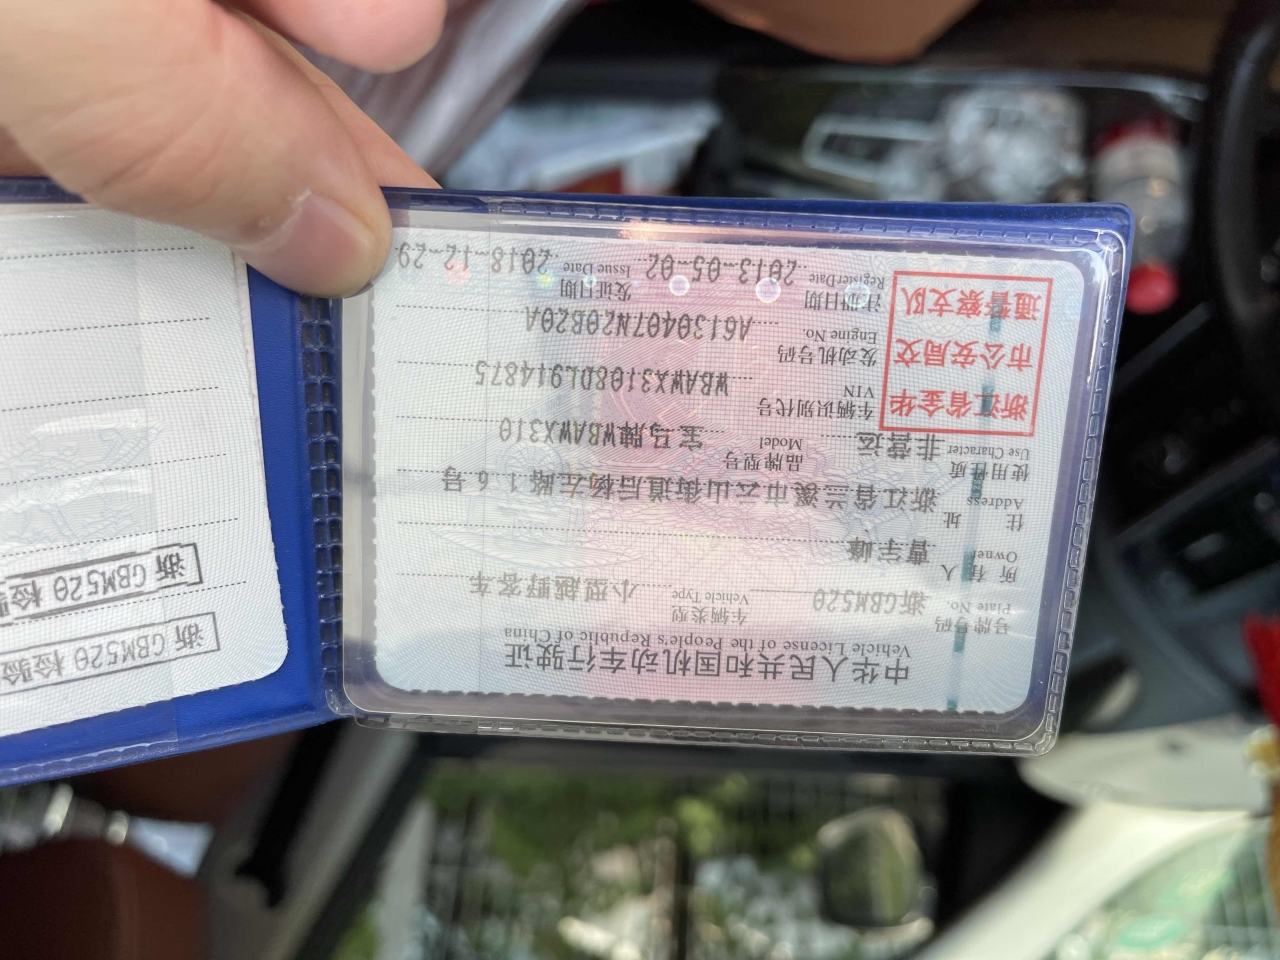 中华人民共和国机动车行驶证
Vehicle License of the People's Republic of China
号牌号码 浙GBM520 车辆类型 小型越野客车
Plate No. Vehicle Type
所有人 曹宇峰
Owner
住址 浙江省兰溪市云山街道后杨左路16号
Address
使用性质 非营运 品牌型号 宝马牌WBAWX310
Use Character Model
浙江省金华
市公安局交
通警察支队
车辆识别代号 WBAWX3108DL914875
VIN
发动机号码 A6130407N20B20A
Engine No.
注册日期 2013-05-02 发证日期 2018-12-29
Register Date Issue Date
浙GBM520 检验
浙GBM520 检验